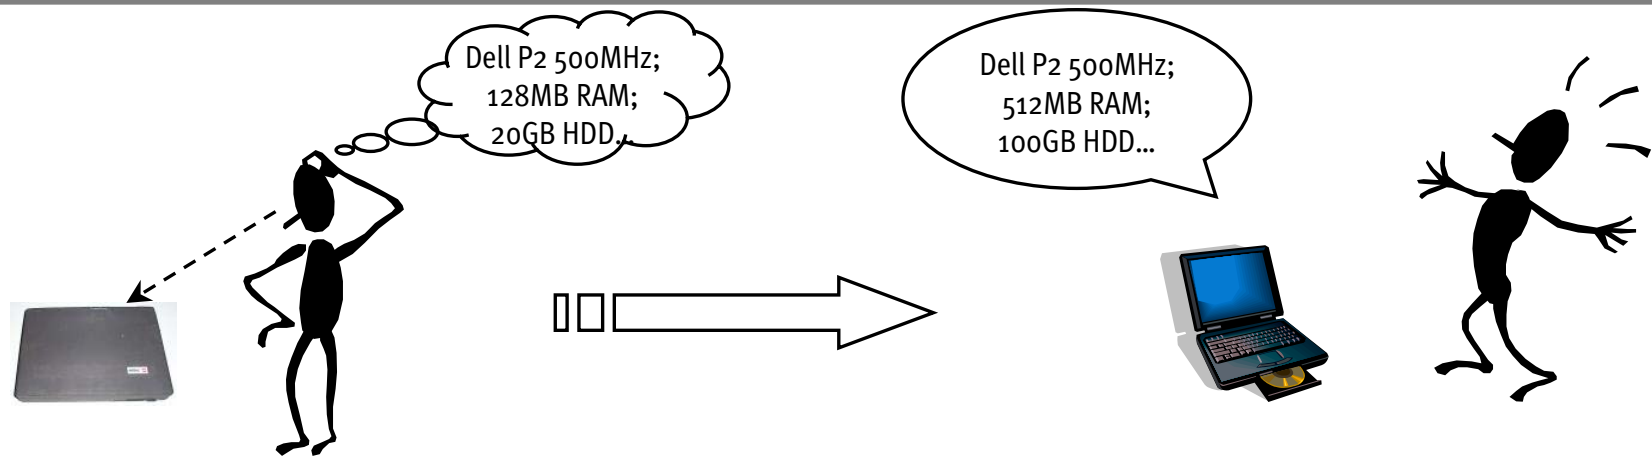 Dell P2 500MHz;
128MB RAM;
20GB HDD...
Dell P2 500MHz;
512MB RAM;
100GB HDD...